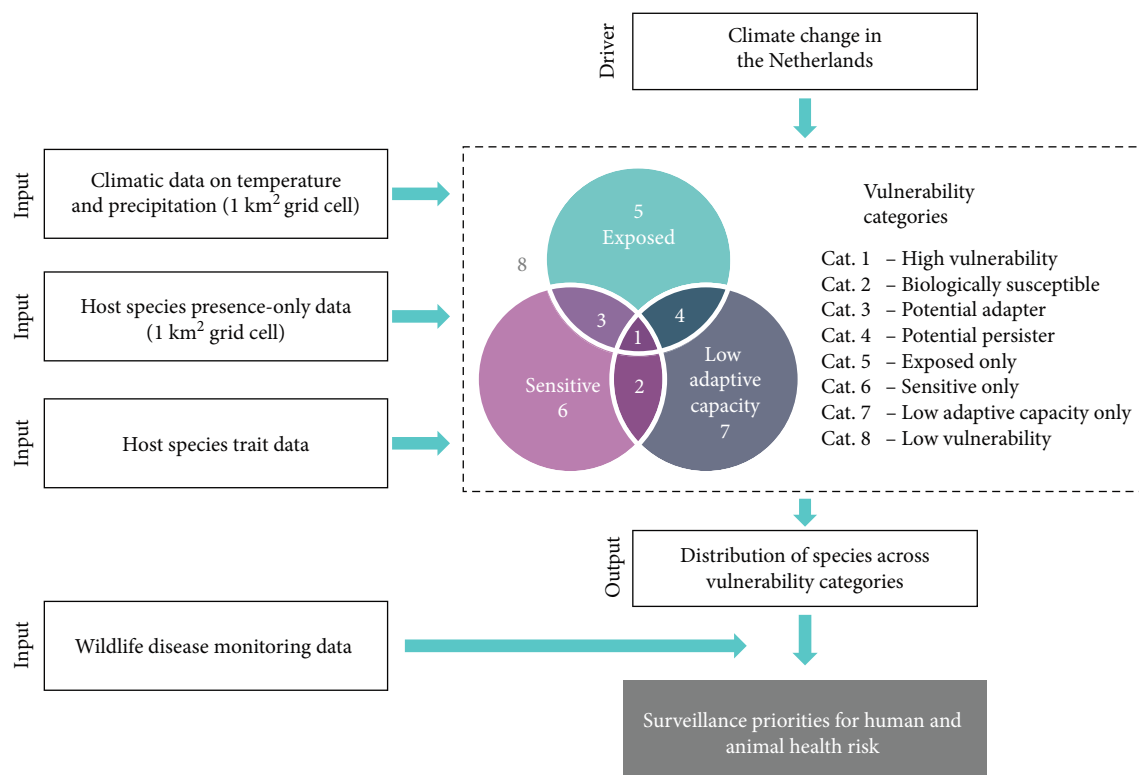 Driver
Climate change in
the Netherlands
Input
Climatic data on temperature
and precipitation (1 km² grid cell)
Input
Host species presence-only data
(1 km² grid cell)
Input
Host species trait data
5
Exposed
8
3
4
1
Sensitive
6
2
Low
adaptive
capacity
7
Vulnerability
categories
Cat. 1 – High vulnerability
Cat. 2 – Biologically susceptible
Cat. 3 – Potential adapter
Cat. 4 – Potential persister
Cat. 5 – Exposed only
Cat. 6 – Sensitive only
Cat. 7 – Low adaptive capacity only
Cat. 8 – Low vulnerability
Output
Distribution of species across
vulnerability categories
Input
Wildlife disease monitoring data
Surveillance priorities for human and
animal health risk